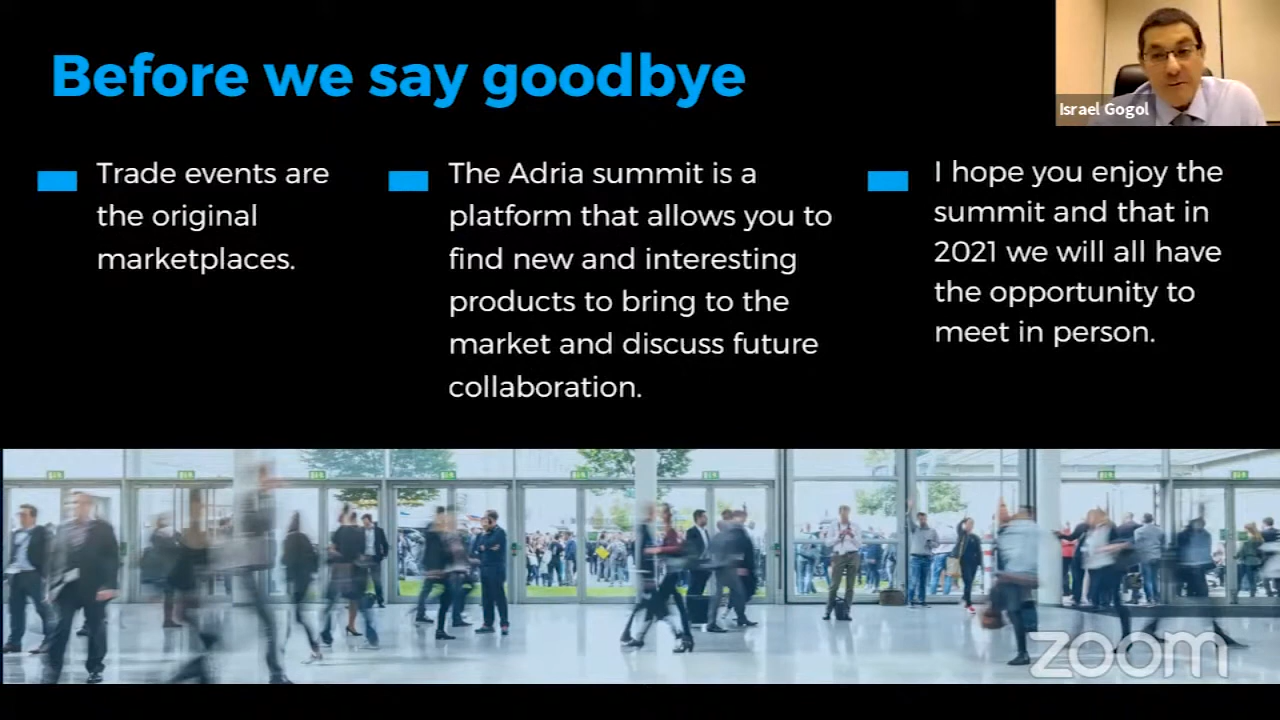 Before we say goodbye
Israel Gogol
Trade events are
the original
marketplaces.
The Adria summit is a
platform that allows you to
find new and interesting
products to bring to the
market and discuss future
collaboration.
I hope you enjoy the
summit and that in
2021 we will all have
the opportunity to
meet in person.
zoom